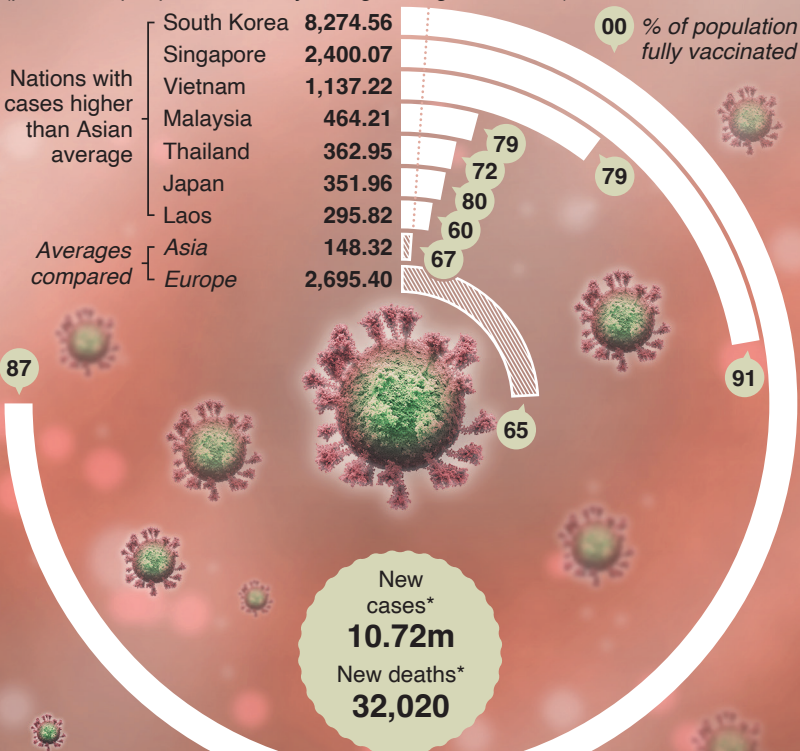 South Korea 8,274.56
Singapore 2,400.07
Vietnam 1,137.22
Malaysia 464.21
Thailand 362.95
Japan 351.96
Laos 295.82
Nations with
cases higher
than Asian
average
Asia 148.32
Europe 2,695.40
Averages
compared
00 % of population
fully vaccinated
79
72
80
60
67
79
91
87
65
New
cases*
10.72m
New deaths*
32,020